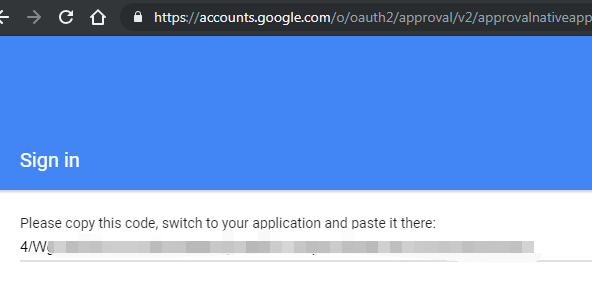 https://accounts.google.com/o/oauth2/approval/v2/approvalnativeapp
Sign in
Please copy this code, switch to your application and paste it there:
4/Wg